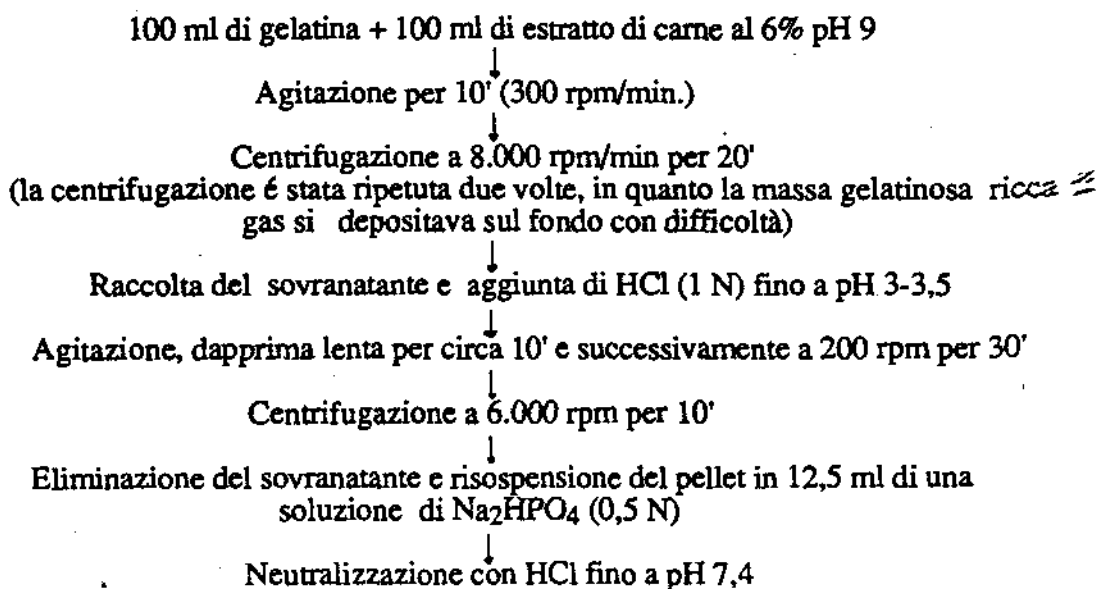 100 ml di gelatina + 100 ml di estratto di carne al 6% pH 9
Agitazione per 10' (300 rpm/min.)
Centrifugazione a 8.000 rpm/min per 20'
(la centrifugazione é stata ripetuta due volte, in quanto la massa gelatinosa ricca
gas si depositava sul fondo con difficoltà)
Raccolta del sovranatante e aggiunta di HCl (1 N) fino a pH 3-3,5
Agitazione, dapprima lenta per circa 10' e successivamente a 200 rpm per 30'
Centrifugazione a 6.000 rpm per 10'
Eliminazione del sovranatante e risospensione del pellet in 12,5 ml di una
soluzione di Na2HPO4 (0,5 N)
Neutralizzazione con HCl fino a pH 7,4